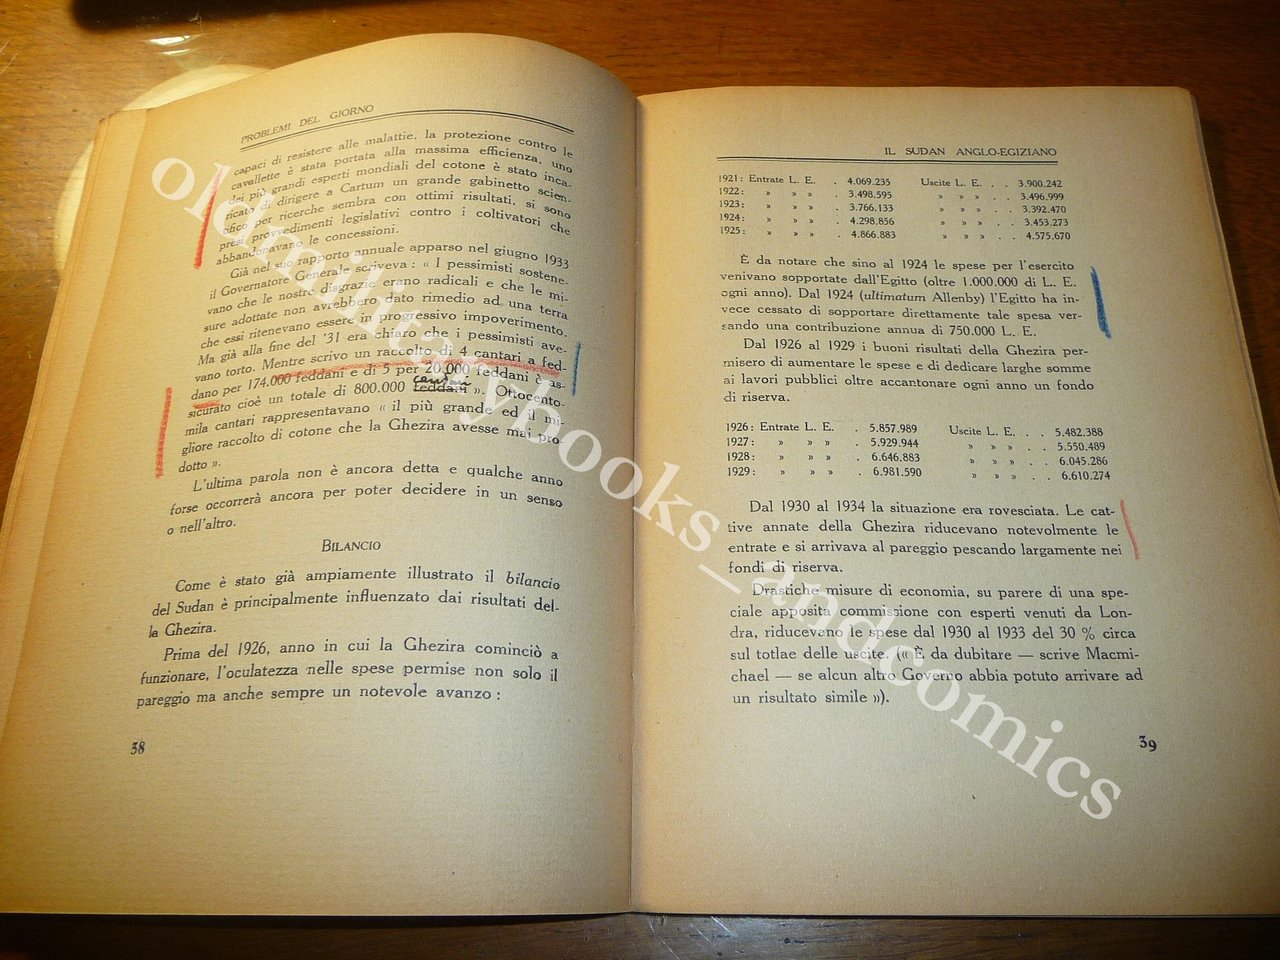 PROBLEMI DEL GIORNO
capaci di resistere alle malattie, la protezione contro le
cavallette è stata portata alla massima efficienza, uno
dei più grandi esperti mondiali del cotone è stato inca-
ricato di dirigere a Cartum un grande gabinetto scien-
tifico per ricerche sembra con ottimi risultati, si sono
presi provvedimenti legislativi contro i coltivatori che
abbandonavano le concessioni.
Già nel suo rapporto annuale apparso nel giugno 1933
il Governatore Generale scriveva : « I pessimisti sostene-
vano che le nostre disgrazie erano radicali e che le mi-
sure adottate non avrebbero dato rimedio ad una terra
che essi ritenevano essere in progressivo impoverimento.
Ma già alla fine del '31 era chiaro che i pessimisti ave-
vano torto. Mentre scrivo un raccolto di 4 cantari a fed-
dano per 174.000 feddani e di 5 per 20.000 feddani è as-
cantari
sicurato cioè un totale di 800.000 feddani ». Ottocento-
mila cantari rappresentavano « il più grande ed il mi-
gliore raccolto di cotone che la Ghezira avesse mai pro
dotto ».
L'ultima parola non è ancora detta e qualche anno
forse occorrerà ancora per poter decidere in un senso
o nell'altro.
BILANCIO
Come è stato già ampiamente illustrato il bilancio
del Sudan è principalmente influenzato dai risultati del-
la Ghezira.
Prima del 1926, anno in cui la Ghezira cominciò a
funzionare, l'oculatezza nelle spese permise non solo il
pareggio ma anche sempre un notevole avanzo :
38
IL SUDAN ANGLO-EGIZIANO
1921 : Entrate L. E. . 4.069.235 Uscite L. E. . . 3.900.242
1922 : » » » . 3.498.595 » » » . . 3.496.999
1923 : » » » . 3.766.133 » » » . . 3.392.470
1924 : » » » . 4.298.856 » » » . . 3.453.273
1925 : » » » . 4.866.883 » » » . . 4.575.670
È da notare che sino al 1924 le spese per l'esercito
venivano sopportate dall'Egitto (oltre 1.000.000 di L. E.
ogni anno). Dal 1924 (ultimatum Allenby) l'Egitto ha in-
vece cessato di sopportare direttamente tale spesa ver-
sando una contribuzione annua di 750.000 L. E.
Dal 1926 al 1929 i buoni risultati della Ghezira per-
misero di aumentare le spese e di dedicare larghe somme
ai lavori pubblici oltre accantonare ogni anno un fondo
di riserva.
1926 : Entrate L. E. . 5.857.989 Uscite L. E. . . 5.482.388
1927 : » » . 5.929.944 » » » . . 5.550.489
1928 : » » . 6.646.883 » » » . . 6.045.286
1929 : » » . 6.981.590 » » » . . 6.610.274
Dal 1930 al 1934 la situazione era rovesciata. Le cat-
tive annate della Ghezira riducevano notevolmente le
entrate e si arrivava al pareggio pescando largamente nei
fondi di riserva.
Drastiche misure di economia, su parere di una spe-
ciale apposita commissione con esperti venuti da Lon-
dra, riducevano le spese dal 1930 al 1933 del 30 % circa
sul totlae delle uscite. (« È da dubitare — scrive Macmi-
chael — se alcun altro Governo abbia potuto arrivare ad
un risultato simile »).
39
oldmineraybooks_andcomics